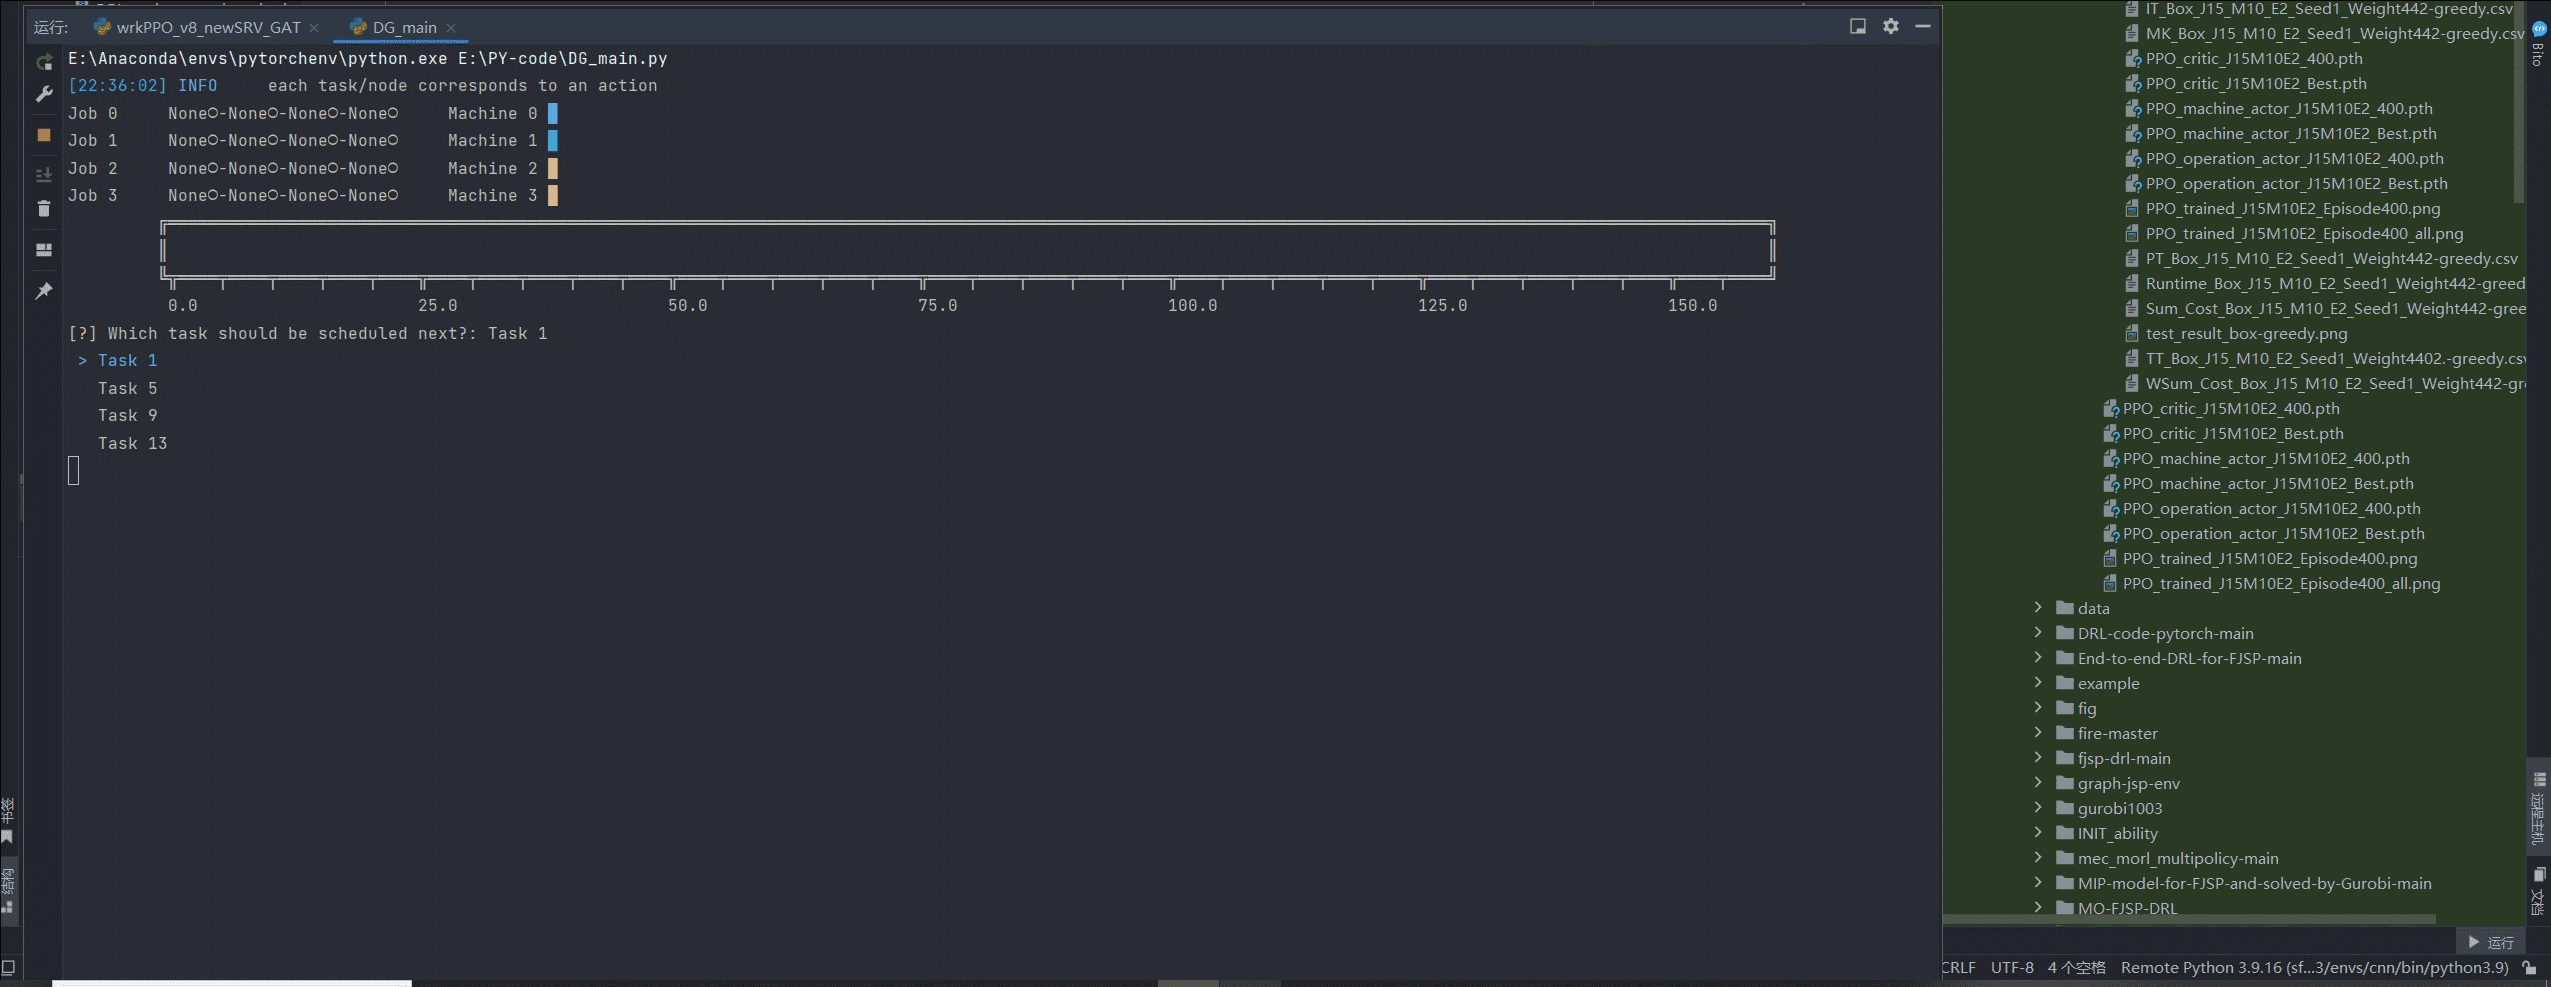 运行:
wrkPPO_v8_newSRV_GAT
DG_main
E:\Anaconda\envs\pytorchenv\python.exe E:\PY-code\DG_main.py
[22:36:02] INFO     each task/node corresponds to an action
Job 0     None○-None○-None○-None○     Machine 0
Job 1     None○-None○-None○-None○     Machine 1
Job 2     None○-None○-None○-None○     Machine 2
Job 3     None○-None○-None○-None○     Machine 3
0.0 25.0 50.0 75.0 100.0 125.0 150.0
[?] Which task should be scheduled next?: Task 1
> Task 1
Task 5
Task 9
Task 13
书签
结构
IT_Box_J15_M10_E2_Seed1_Weight442-greedy.csv
MK_Box_J15_M10_E2_Seed1_Weight442-greedy.csv
PPO_critic_J15M10E2_400.pth
PPO_critic_J15M10E2_Best.pth
PPO_machine_actor_J15M10E2_400.pth
PPO_machine_actor_J15M10E2_Best.pth
PPO_operation_actor_J15M10E2_400.pth
PPO_operation_actor_J15M10E2_Best.pth
PPO_trained_J15M10E2_Episode400.png
PPO_trained_J15M10E2_Episode400_all.png
PT_Box_J15_M10_E2_Seed1_Weight442-greedy.csv
Runtime_Box_J15_M10_E2_Seed1_Weight442-greed
Sum_Cost_Box_J15_M10_E2_Seed1_Weight442-gree
test_result_box-greedy.png
TT_Box_J15_M10_E2_Seed1_Weight4402.-greedy.csv
WSum_Cost_Box_J15_M10_E2_Seed1_Weight442-gr
PPO_critic_J15M10E2_400.pth
PPO_critic_J15M10E2_Best.pth
PPO_machine_actor_J15M10E2_400.pth
PPO_machine_actor_J15M10E2_Best.pth
PPO_operation_actor_J15M10E2_400.pth
PPO_operation_actor_J15M10E2_Best.pth
PPO_trained_J15M10E2_Episode400.png
PPO_trained_J15M10E2_Episode400_all.png
data
DRL-code-pytorch-main
End-to-end-DRL-for-FJSP-main
example
fig
fire-master
fjsp-drl-main
graph-jsp-env
gurobi1003
INIT_ability
mec_morl_multipolicy-main
MIP-model-for-FJSP-and-solved-by-Gurobi-main
MO-FJSP-DRL
Bito
远程主机
文档
运行
CRLF UTF-8 4 个空格 Remote Python 3.9.16 (sf...3/envs/cnn/bin/python3.9)